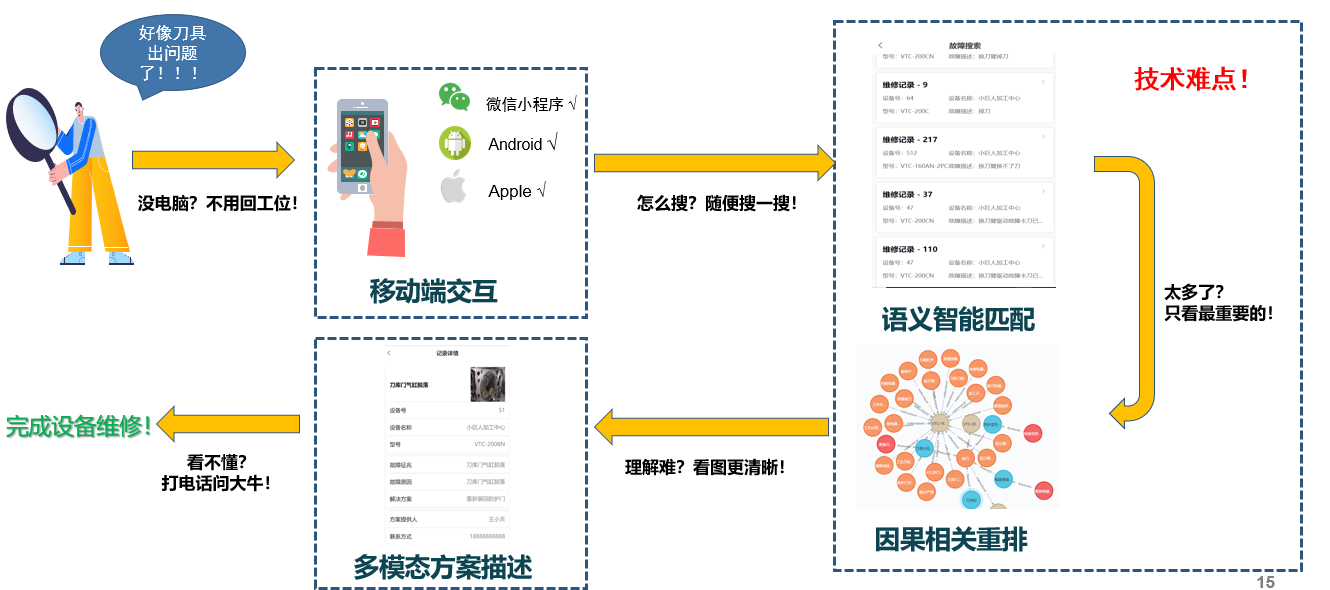 好像刀具
出问题
了！！！
没电脑？不用回工位！
微信小程序 √
Android √
Apple √
移动端交互
怎么搜？随便搜一搜！
技术难点！
故障搜索
型号：VTC-200CN 故障描述：换刀臂掉刀
维修记录 - 9
设备号：64 设备名称：小巨人加工中心
型号：VTC-200C 故障描述：掉刀
维修记录 - 217
设备号：512 设备名称：小巨人加工中心
型号：VTC-160AN-2PC故障描述：换刀臂换不了刀
维修记录 - 37
设备号：47 设备名称：小巨人加工中心
型号：VTC-200CN 故障描述：换刀臂驱动故障卡刀已...
维修记录 - 110
设备号：47 设备名称：小巨人加工中心
型号：VTC-200CN 故障描述：换刀臂驱动故障卡刀已...
语义智能匹配
太多了？
只看最重要的！
因果相关重排
理解难？看图更清晰！
记录详情
刀库门气缸脱落
设备号 51
设备名称 小巨人加工中心
型号 VTC-200BN
故障征兆 刀库门气缸脱落
故障原因 刀库门气缸脱落
解决方案 重新装回防护门
方案提供人 王小天
联系方式 18888888888
多模态方案描述
看不懂？
打电话问大牛！
完成设备维修！
15